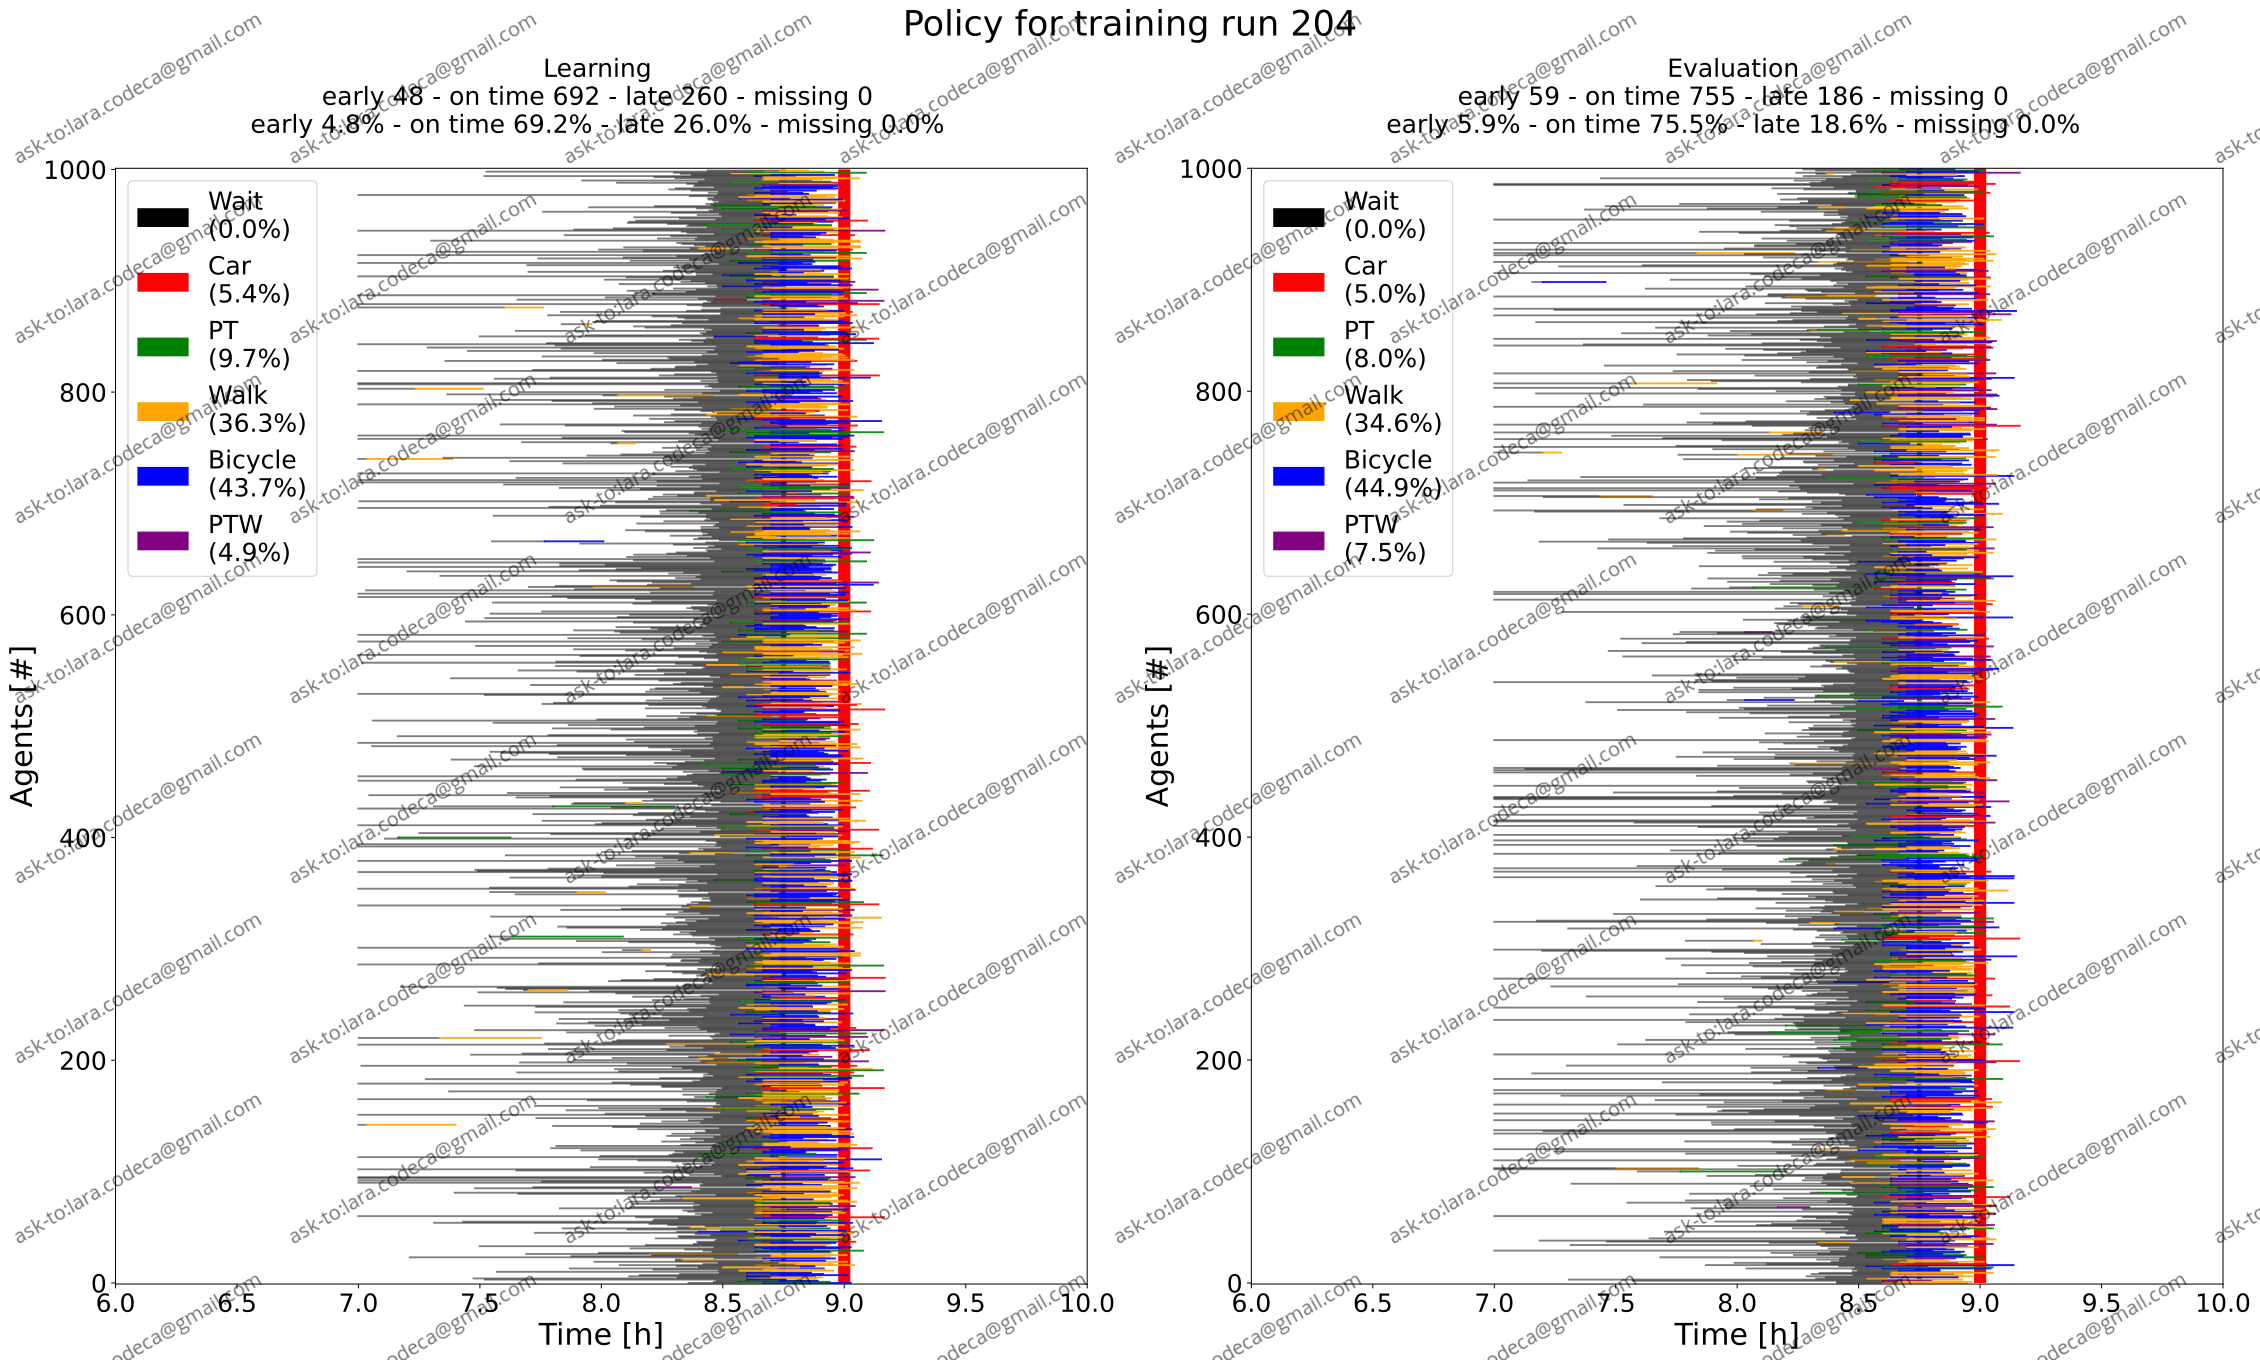 Policy for training run 204
Learning
early 48 - on time 692 - late 260 - missing 0
early 4.8% - on time 69.2% - late 26.0% - missing 0.0%
1000
800
600
400
200
0
Agents [#]
Wait
(0.0%)
Car
(5.4%)
PT
(9.7%)
Walk
(36.3%)
Bicycle
(43.7%)
PTW
(4.9%)
6.0 6.5 7.0 7.5 8.0 8.5 9.0 9.5 10.0
Time [h]
Evaluation
early 59 - on time 755 - late 186 - missing 0
early 5.9% - on time 75.5% - late 18.6% - missing 0.0%
1000
800
600
400
200
0
Agents [#]
Wait
(0.0%)
Car
(5.0%)
PT
(8.0%)
Walk
(34.6%)
Bicycle
(44.9%)
PTW
(7.5%)
6.0 6.5 7.0 7.5 8.0 8.5 9.0 9.5 10.0
Time [h]
ask-to:lara.codeca@gmail.com